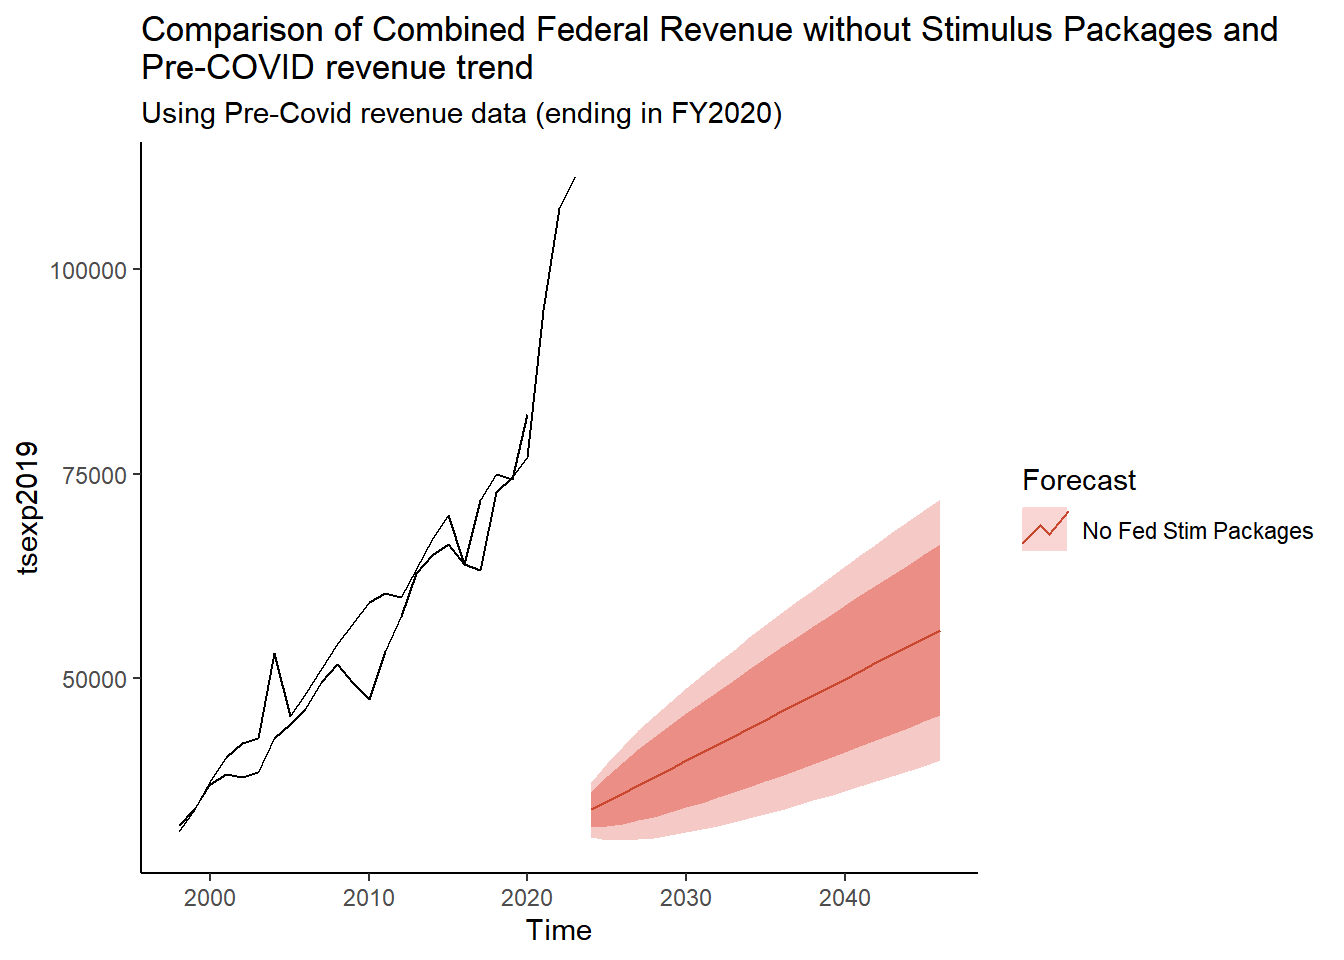 Comparison of Combined Federal Revenue without Stimulus Packages and
Pre-COVID revenue trend
Using Pre-Covid revenue data (ending in FY2020)
tsexp2019
100000
75000
50000
2000
2010
2020
2030
2040
Time
Forecast
No Fed Stim Packages